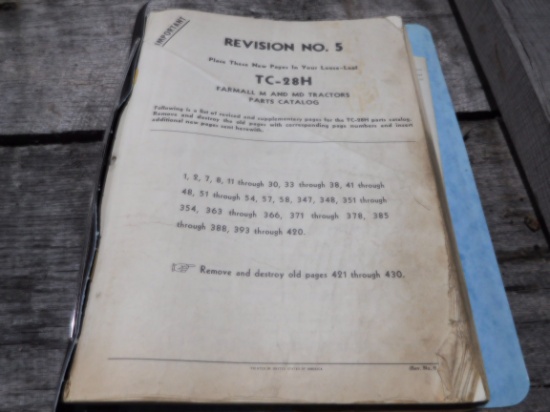 IMPORTANT
REVISION NO. 5
Place These New Pages In Your Loose-Leaf
TC-28H
FARMALL M AND MD TRACTORS
PARTS CATALOG
Following is a list of revised and supplementary pages for the TC-28H parts catalog.
Remove and destroy the old pages with corresponding page numbers and insert
additional new pages sent herewith.
1, 2, 7, 8, 11 through 30, 33 through 38, 41 through
48, 51 through 54, 57, 58, 347, 348, 351 through
354, 363 through 366, 371 through 378, 385
through 388, 393 through 420.
Remove and destroy old pages 421 through 430.